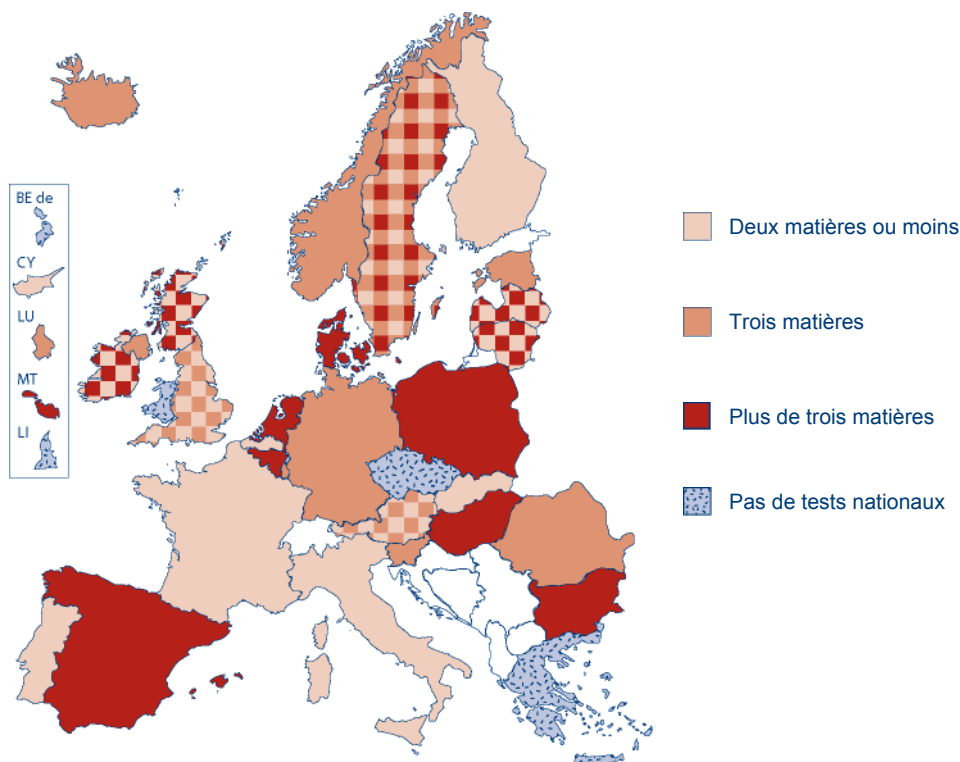 BE de
CY
LU
MT
LI
Deux matières ou moins
Trois matières
Plus de trois matières
Pas de tests nationaux